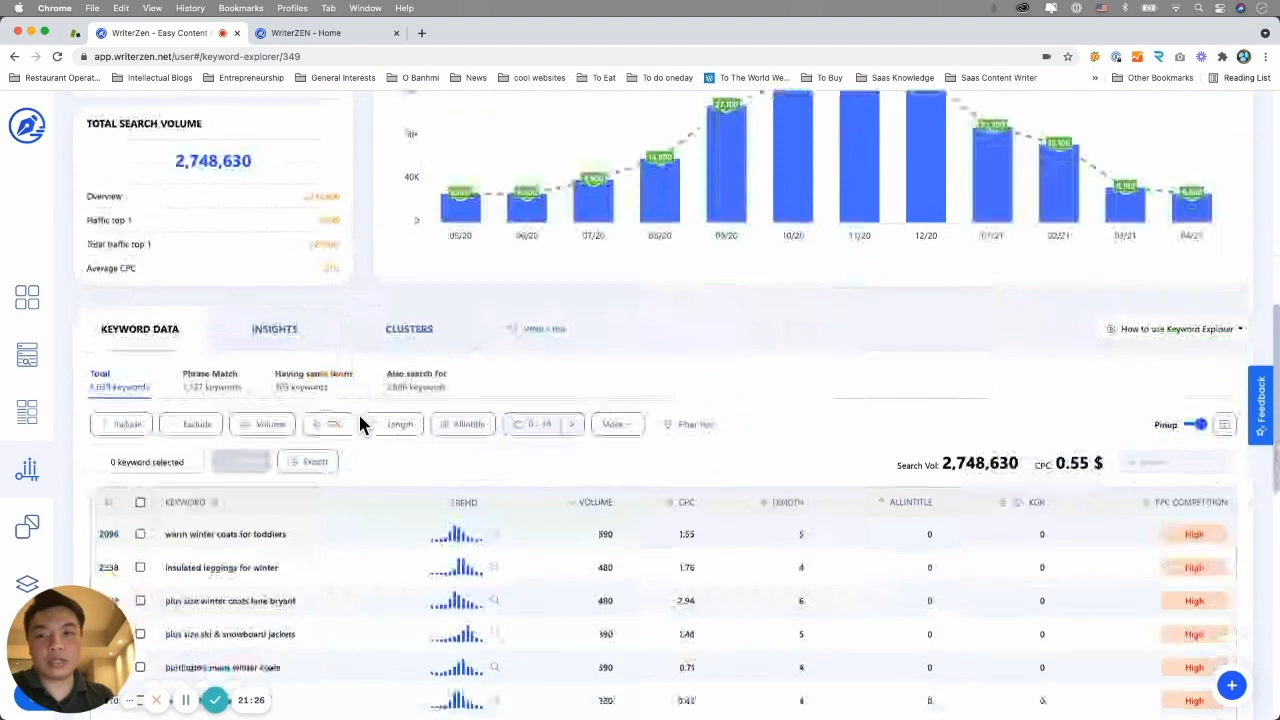 Chrome File Edit View History Bookmarks Profiles Tab Window Help
WriterZen - Easy Content
WriterZEN - Home
app.writerzen.net/user#/keyword-explorer/349
Restaurant Operat... Intellectual Blogs Entrepreneurship General Interests O Banhmi News cool websites To Eat To do oneday To The World We... To Buy Saas Knowledge Saas Content Writer » Other Bookmarks Reading List
TOTAL SEARCH VOLUME
2,748,630
Overview
Traffic top 1
Total traffic top 1
Average CPC
40K
0
05/20 06/20 07/20 08/20 09/20 10/20 11/20 12/20 01/21 02/21 03/21 04/21
KEYWORD DATA INSIGHTS CLUSTERS
How to use Keyword Explorer
Total Phrase Match Having same terms Also search for
Include Exclude Volume Length Allintitle More
Pinup
0 keyword selected Export
Search Vol: 2,748,630 CPC 0.55 $
KEYWORD TREND VOLUME CPC ALLINTITLE KGR PPC COMPETITION
2096 warm winter coats for toddlers 590 1.55 5 0 0 High
insulated leggings for winter 480 1.76 4 0 0 High
plus size winter coats lane bryant 480 2.94 6 0 0 High
plus size ski & snowboard jackets 390 1.48 5 0 0 High
590 0.71 4 0 0 High
0 0 High
Feedback
21:26